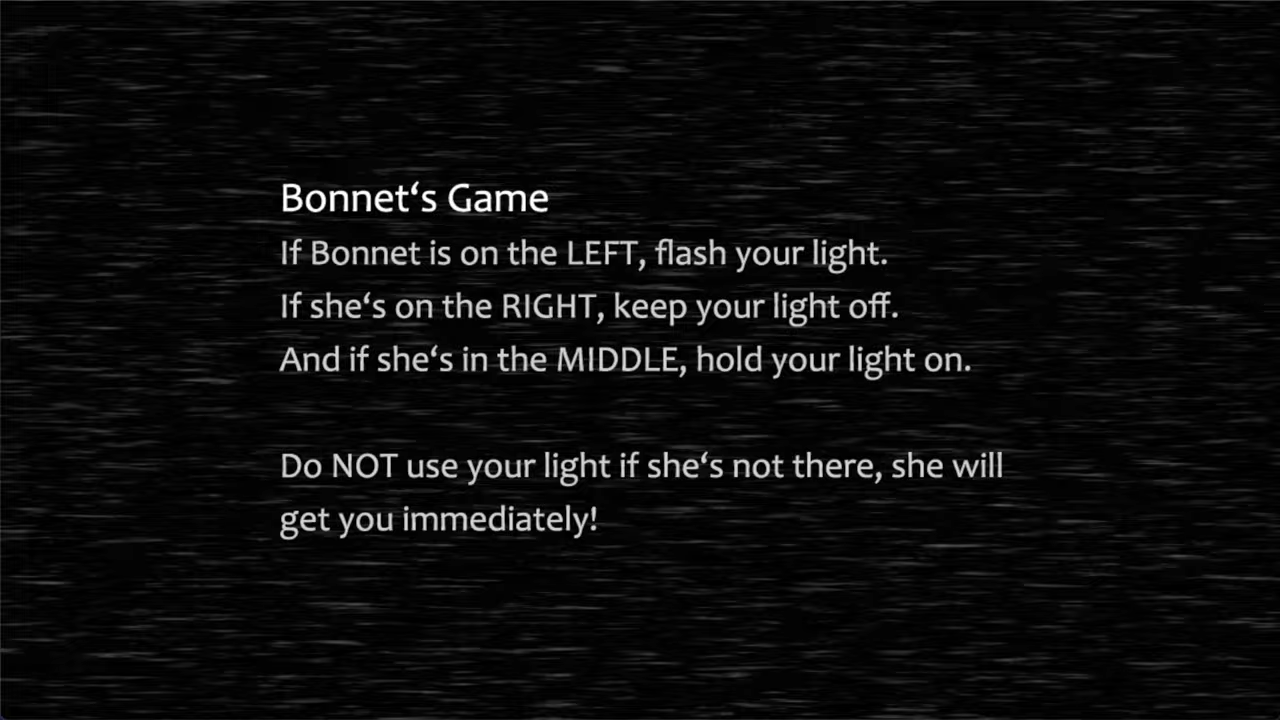 Bonnet‘s Game
If Bonnet is on the LEFT, flash your light.
If she‘s on the RIGHT, keep your light off.
And if she‘s in the MIDDLE, hold your light on.
Do NOT use your light if she‘s not there, she will
get you immediately!